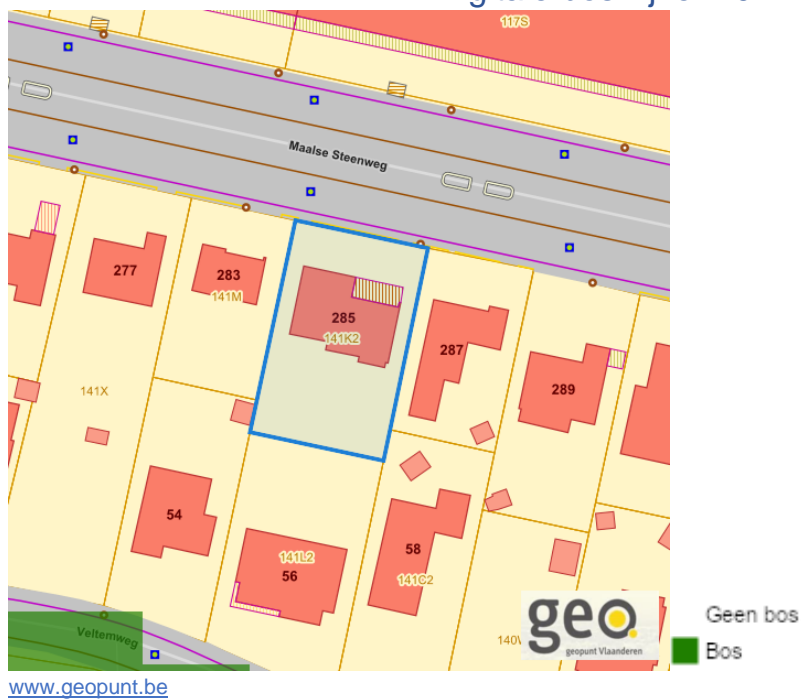 117S
Maalse Steenweg
277
283
141M
285
141K2
287
289
141X
54
141L2
56
58
141C2
Veltemweg
geo
geopunt Vlaanderen
Geen bos
Bos
www.geopunt.be